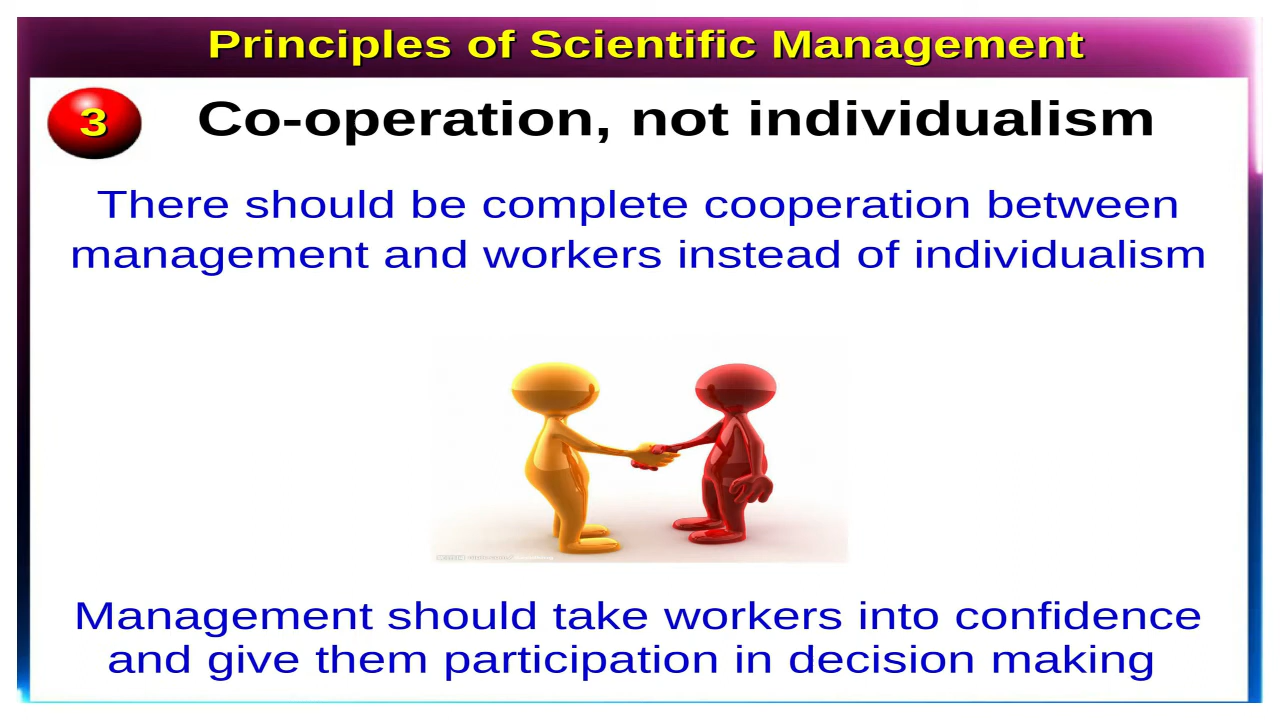 Principles of Scientific Management
3
Co-operation, not individualism
There should be complete cooperation between
management and workers instead of individualism
Management should take workers into confidence
and give them participation in decision making